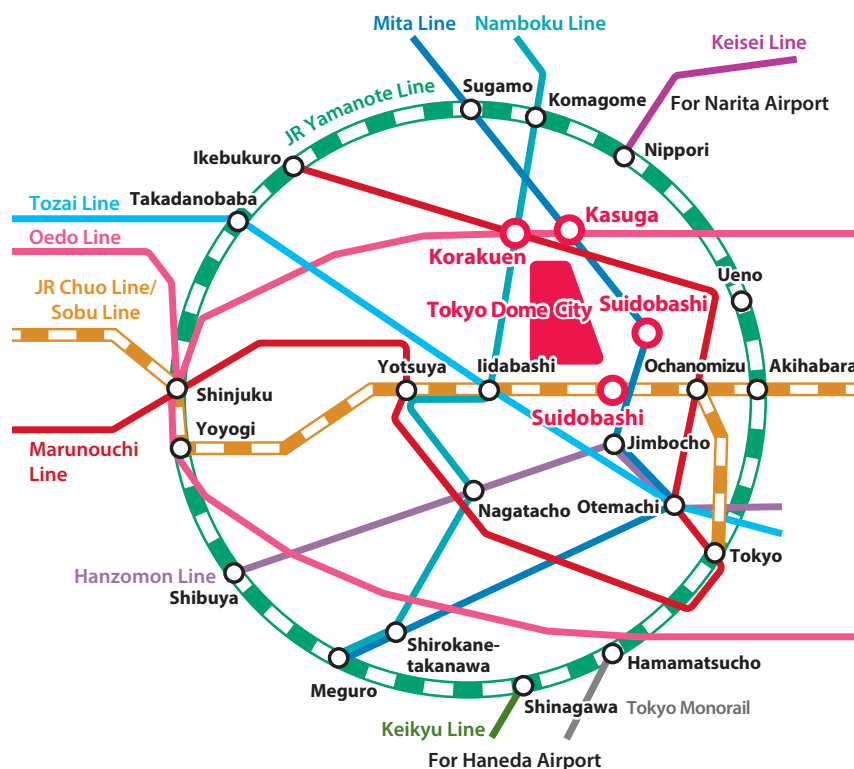 Mita Line
Namboku Line
Keisei Line
For Narita Airport
JR Yamanote Line
Sugamo
Komagome
Nippori
Ikebukuro
Takadanobaba
Tozai Line
Oedo Line
Kasuga
Korakuen
Ueno
JR Chuo Line/
Sobu Line
Tokyo Dome City
Suidobashi
Yotsuya
Iidabashi
Ochanomizu
Akihabara
Shinjuku
Suidobashi
Yoyogi
Marunouchi
Line
Jimbocho
Nagatacho
Otemachi
Tokyo
Hanzomon Line
Shibuya
Shirokane-
takanawa
Hamamatsucho
Meguro
Shinagawa
Tokyo Monorail
Keikyu Line
For Haneda Airport